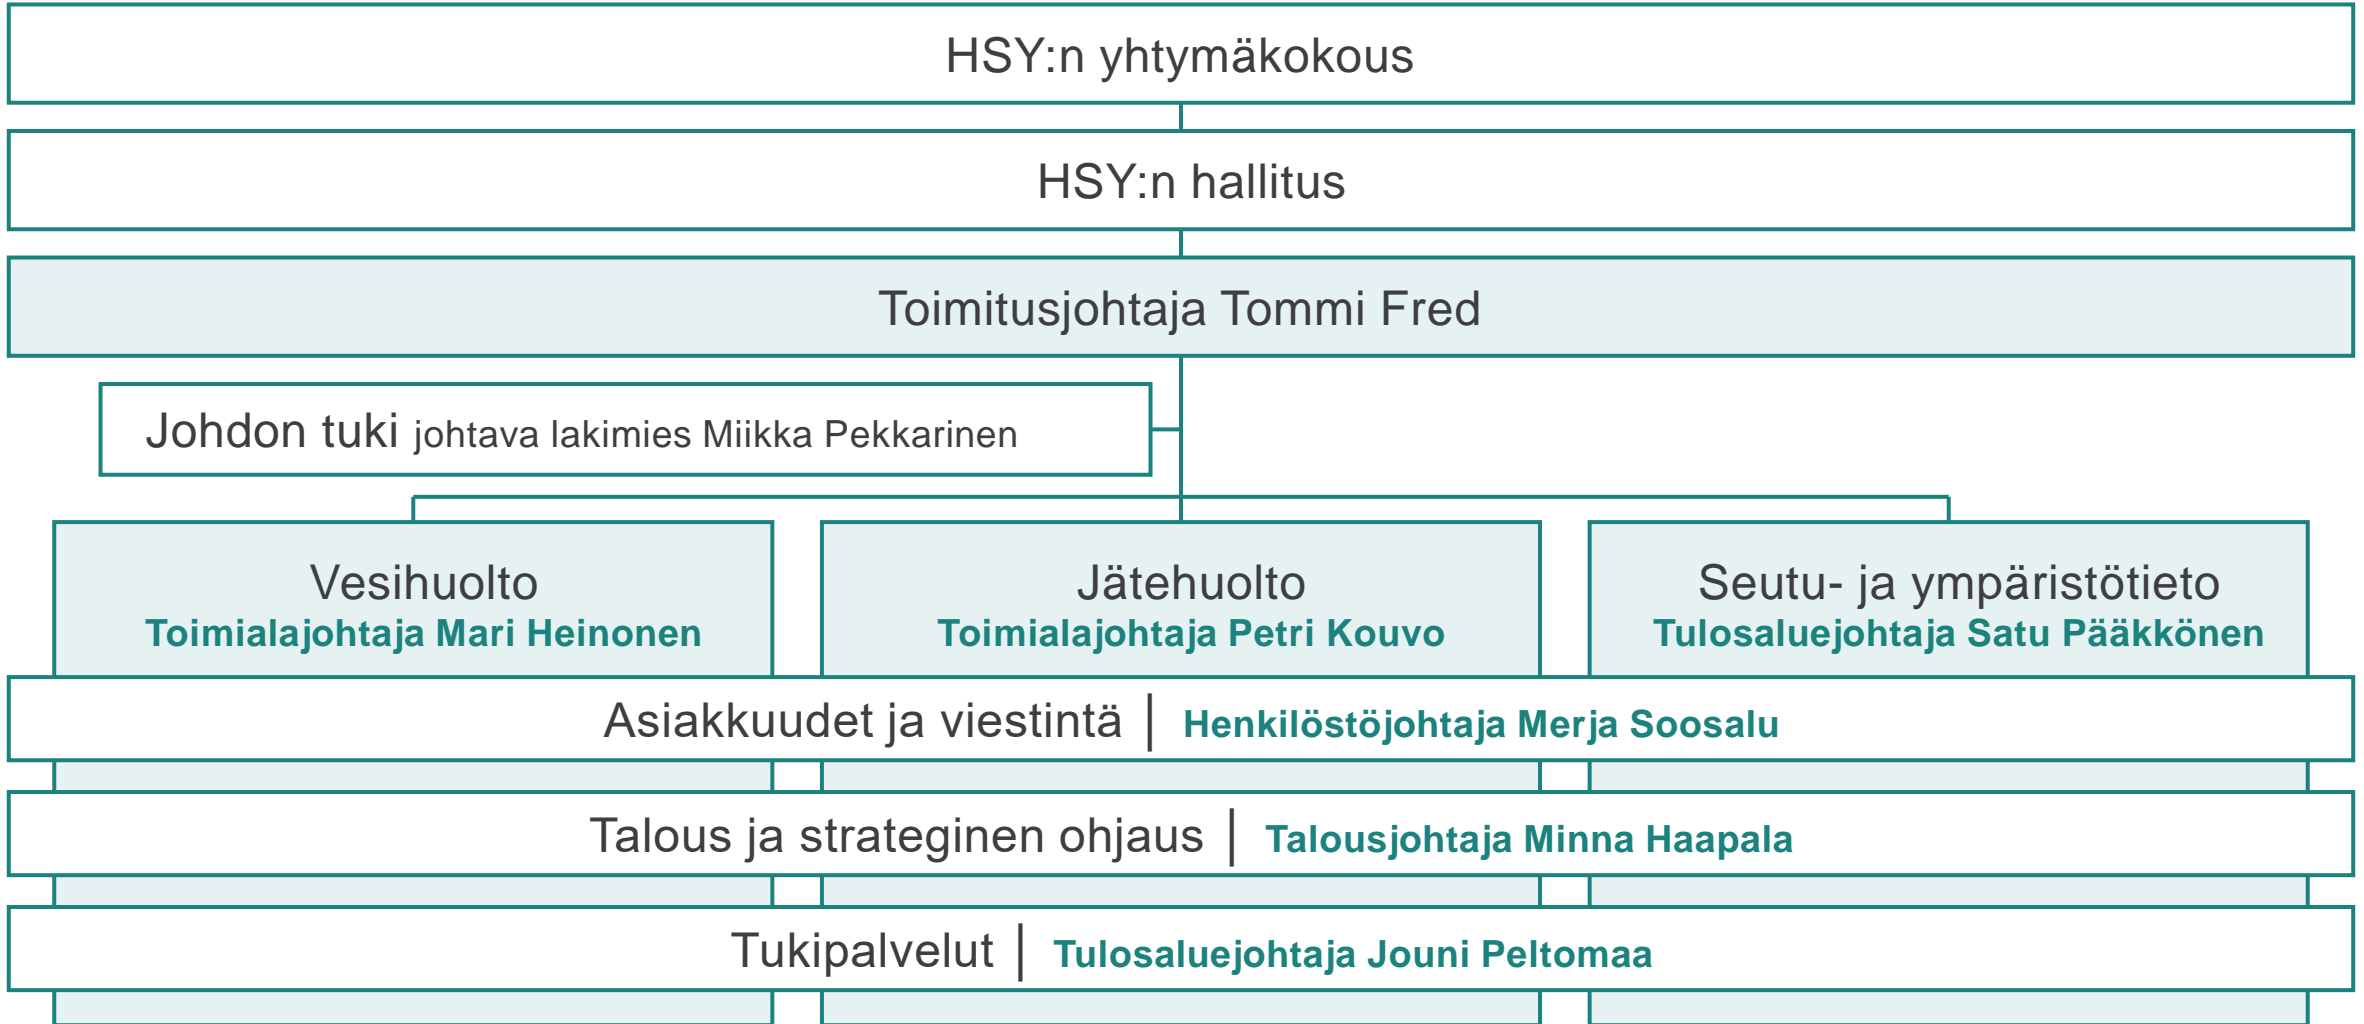 HSY:n yhtymäkokous
HSY:n hallitus
Toimitusjohtaja Tommi Fred
Johdon tuki johtava lakimies Miikka Pekkarinen
Vesihuolto
Toimialajohtaja Mari Heinonen
Jätehuolto
Toimialajohtaja Petri Kouvo
Seutu- ja ympäristötieto
Tulosaluejohtaja Satu Pääkkönen
Asiakkuudet ja viestintä | Henkilöstöjohtaja Merja Soosalu
Talous ja strateginen ohjaus | Talousjohtaja Minna Haapala
Tukipalvelut | Tulosaluejohtaja Jouni Peltomaa